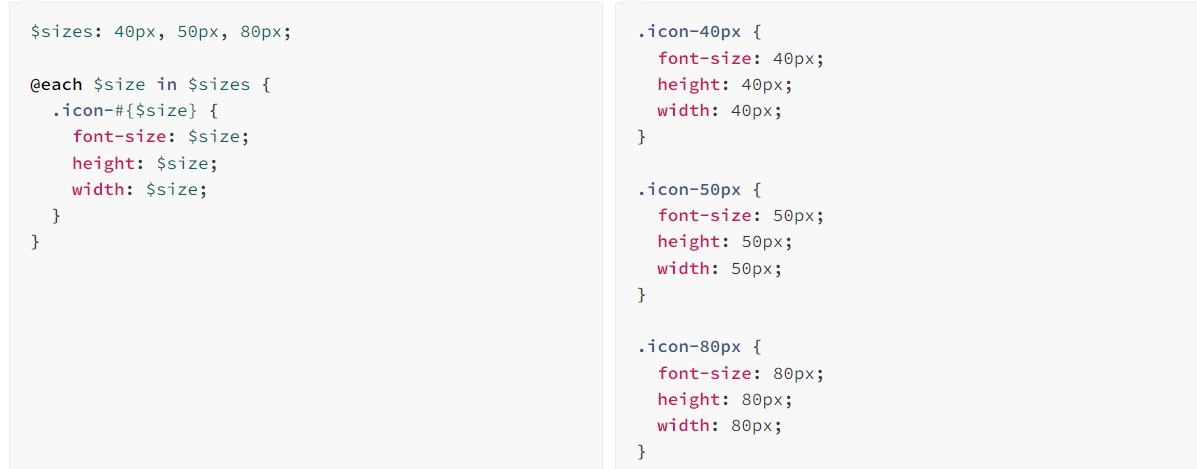 $sizes: 40px, 50px, 80px;
@each $size in $sizes {
.icon-#{$size} {
font-size: $size;
height: $size;
width: $size;
}
}
.icon-40px {
font-size: 40px;
height: 40px;
width: 40px;
}
.icon-50px {
font-size: 50px;
height: 50px;
width: 50px;
}
.icon-80px {
font-size: 80px;
height: 80px;
width: 80px;
}